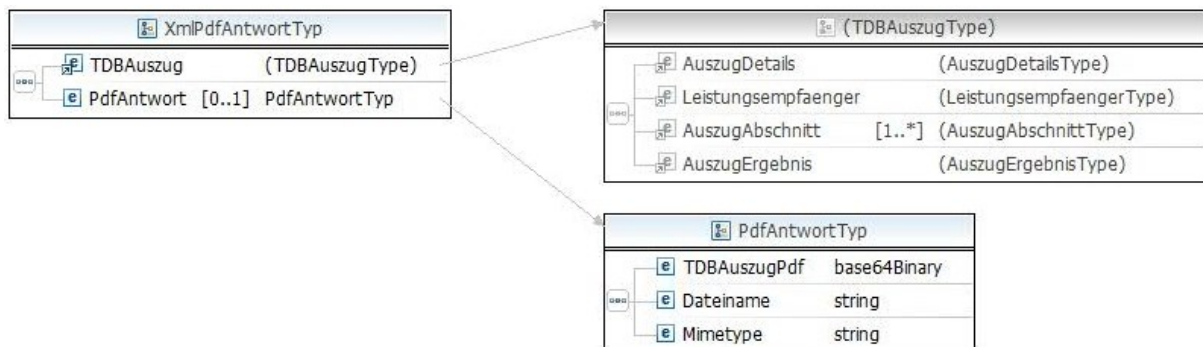 XmlPdfAntwortTyp
TDBAuszug (TDBAuszugType)
PdfAntwort [0..1] PdfAntwortTyp
(TDBAuszugType)
AuszugDetails (AuszugDetailsType)
Leistungsempfaenger (LeistungsempfaengerType)
AuszugAbschnitt [1..*] (AuszugAbschnittType)
AuszugErgebnis (AuszugErgebnisType)
PdfAntwortTyp
TDBAuszugPdf base64Binary
Dateiname string
Mimetype string